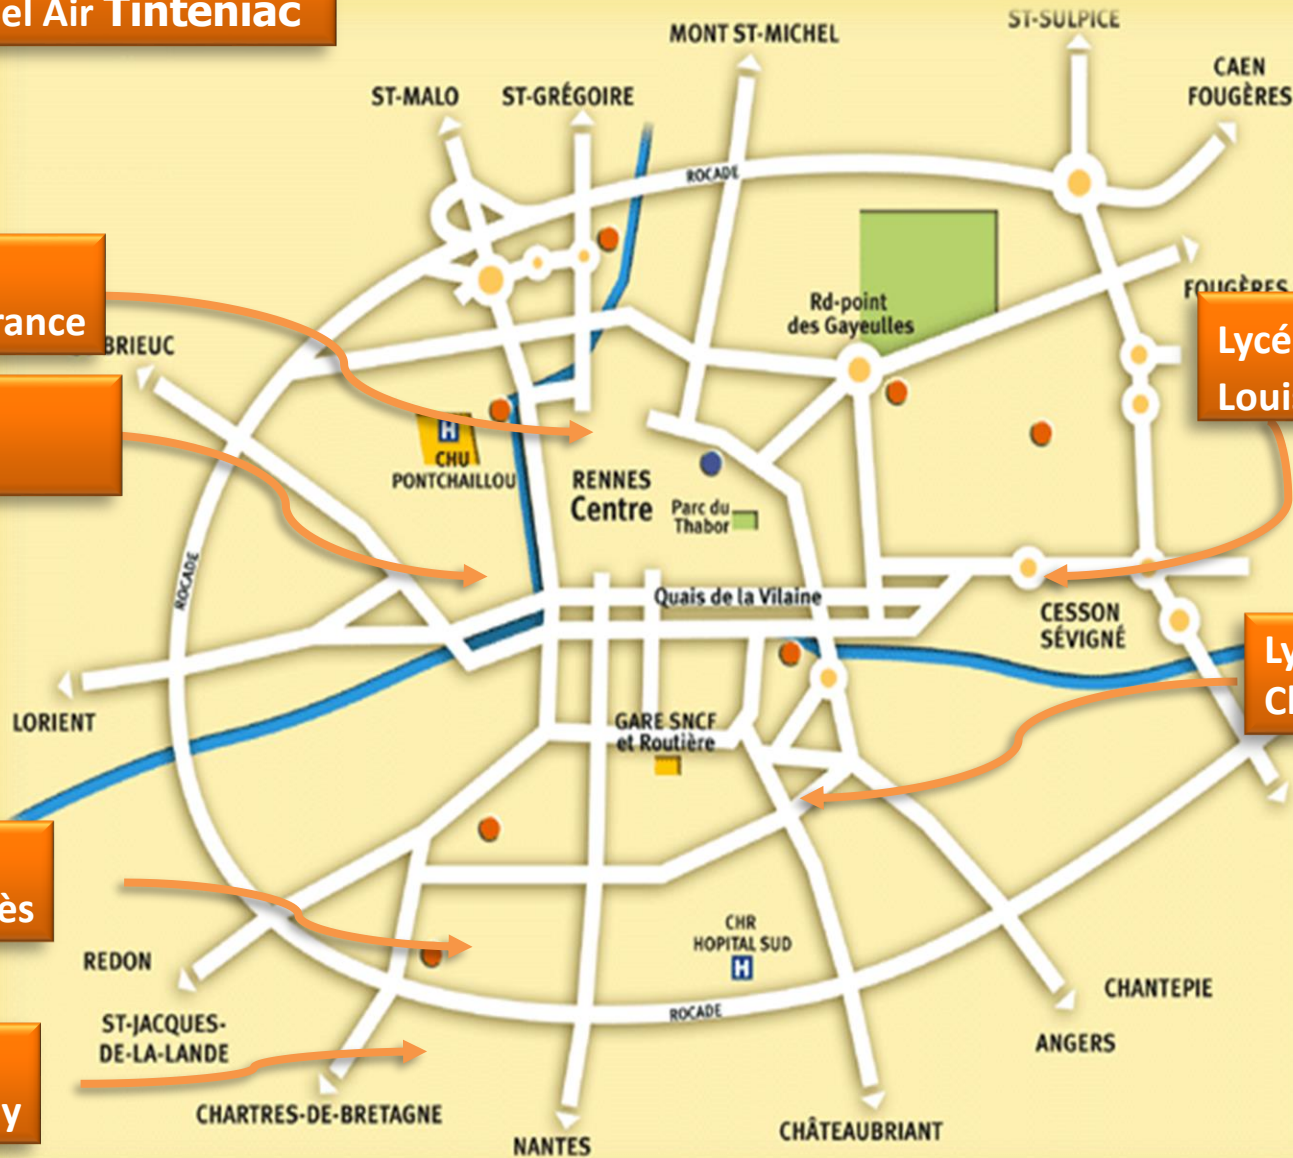 el Air Tinténiac
ST-SULPICE
MONT ST-MICHEL
CAEN
FOUGÈRES
ST-MALO
ST-GRÉGOIRE
ROCADE
rance
BRIEUC
Rd-point
des Gayeulles
FOUGÈRES
Lycé
Louis
H
CHU
PONTCHAILLOU
RENNES
Centre
Parc du
Thabor
ROCADE
Quais de la Vilaine
CESSON
SÉVIGNÉ
Ly
Cl
LORIENT
GARE SNCF
et Routière
ès
CHR
HOPITAL SUD
H
REDON
CHANTEPIE
ROCADE
ST-JACQUES-
DE-LA-LANDE
ANGERS
y
CHARTRES-DE-BRETAGNE
CHÂTEAUBRIANT
NANTES